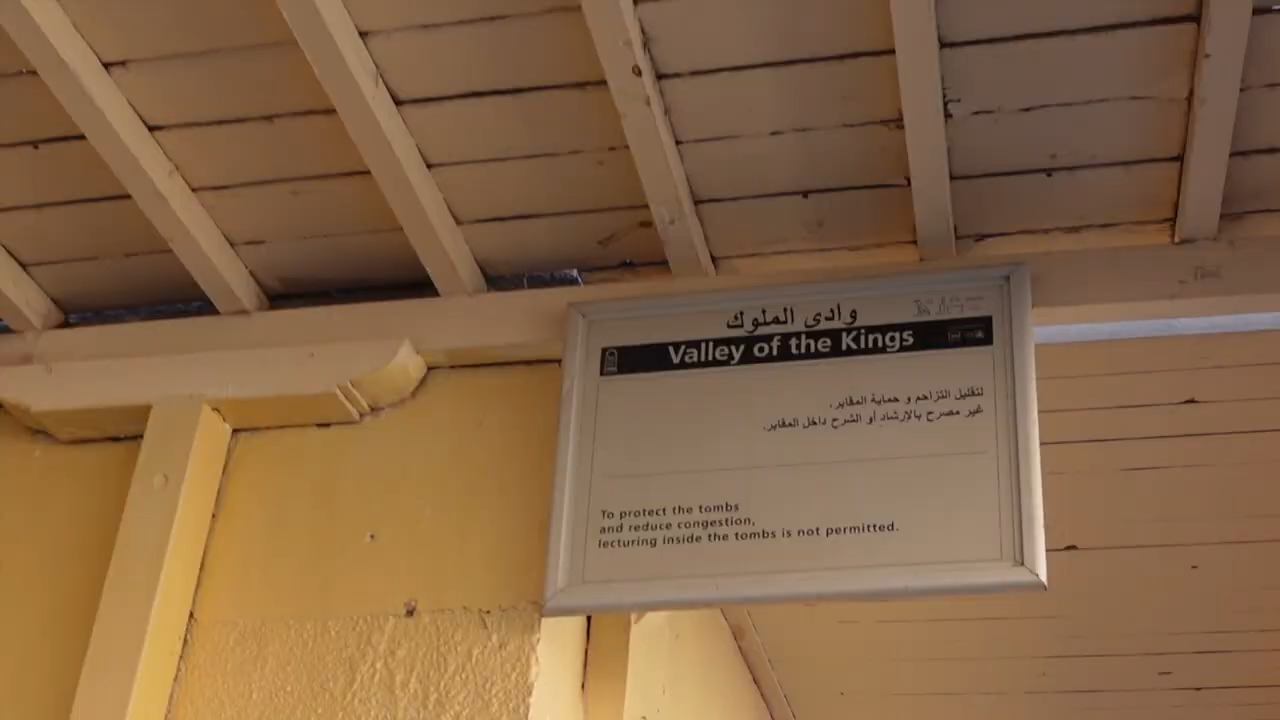 وادى الملوك
Valley of the Kings
لتقليل التزاحم و حماية المقابر.
غير مصرح بالإرشاد أو الشرح داخل المقابر.
To protect the tombs
and reduce congestion,
lecturing inside the tombs is not permitted.